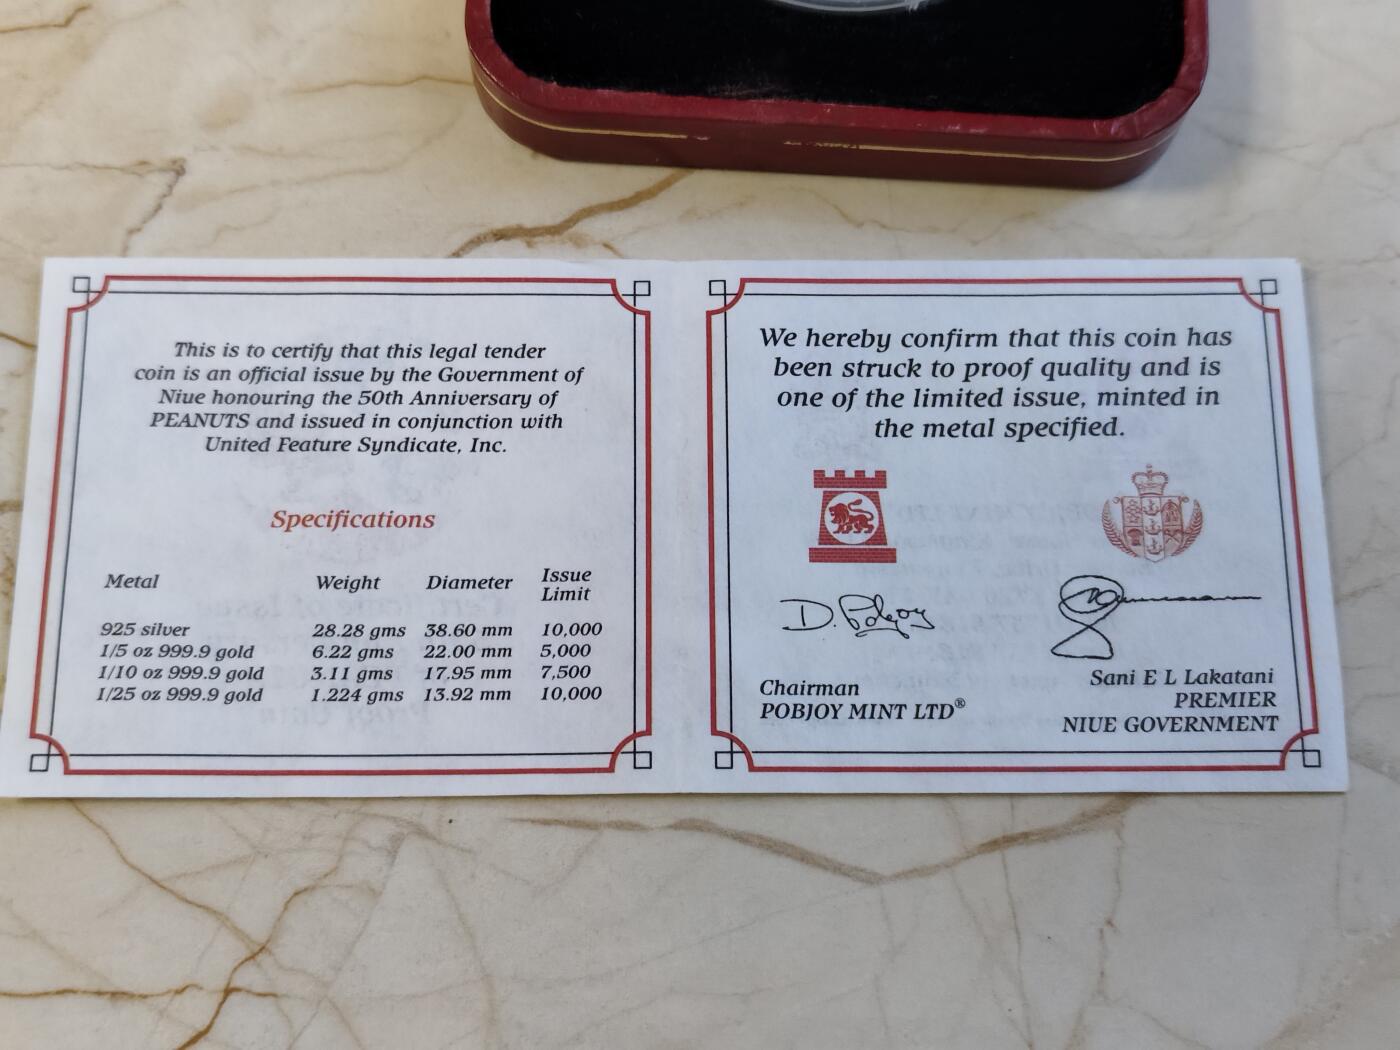 This is to certify that this legal tender
coin is an official issue by the Government of
Niue honouring the 50th Anniversary of
PEANUTS and issued in conjunction with
United Feature Syndicate, Inc.
Specifications
Metal Weight Diameter Issue Limit
925 silver 28.28 gms 38.60 mm 10,000
1/5 oz 999.9 gold 6.22 gms 22.00 mm 5,000
1/10 oz 999.9 gold 3.11 gms 17.95 mm 7,500
1/25 oz 999.9 gold 1.224 gms 13.92 mm 10,000
We hereby confirm that this coin has
been struck to proof quality and is
one of the limited issue, minted in
the metal specified.
D. Pobjoy
Chairman
POBJOY MINT LTD®
Sani E L Lakatani
PREMIER
NIUE GOVERNMENT